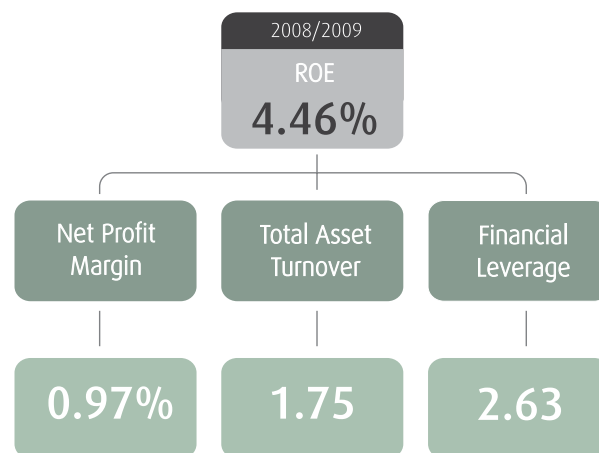 2008/2009
ROE
4.46%
Net Profit
Margin
Total Asset
Turnover
Financial
Leverage
0.97%
1.75
2.63